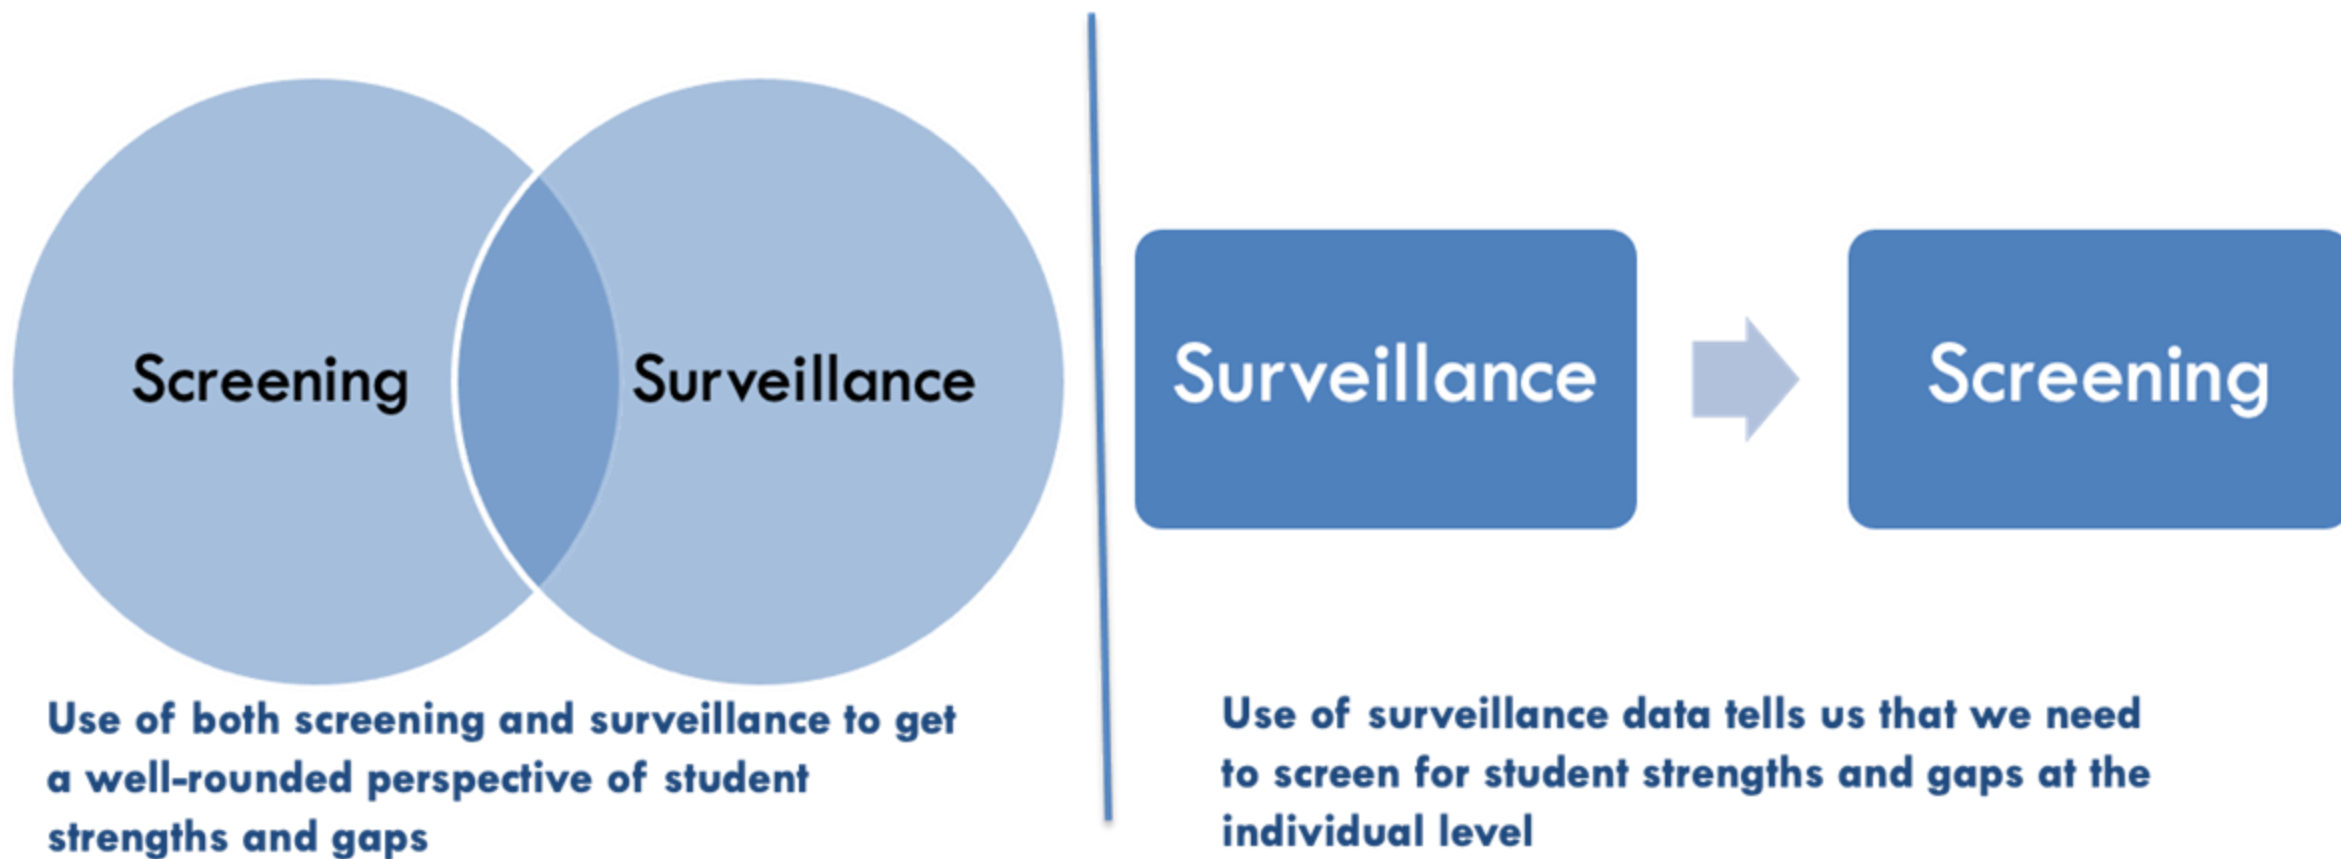 Screening
Surveillance
Use of both screening and surveillance to get
a well-rounded perspective of student
strengths and gaps
Surveillance
Screening
Use of surveillance data tells us that we need
to screen for student strengths and gaps at the
individual level